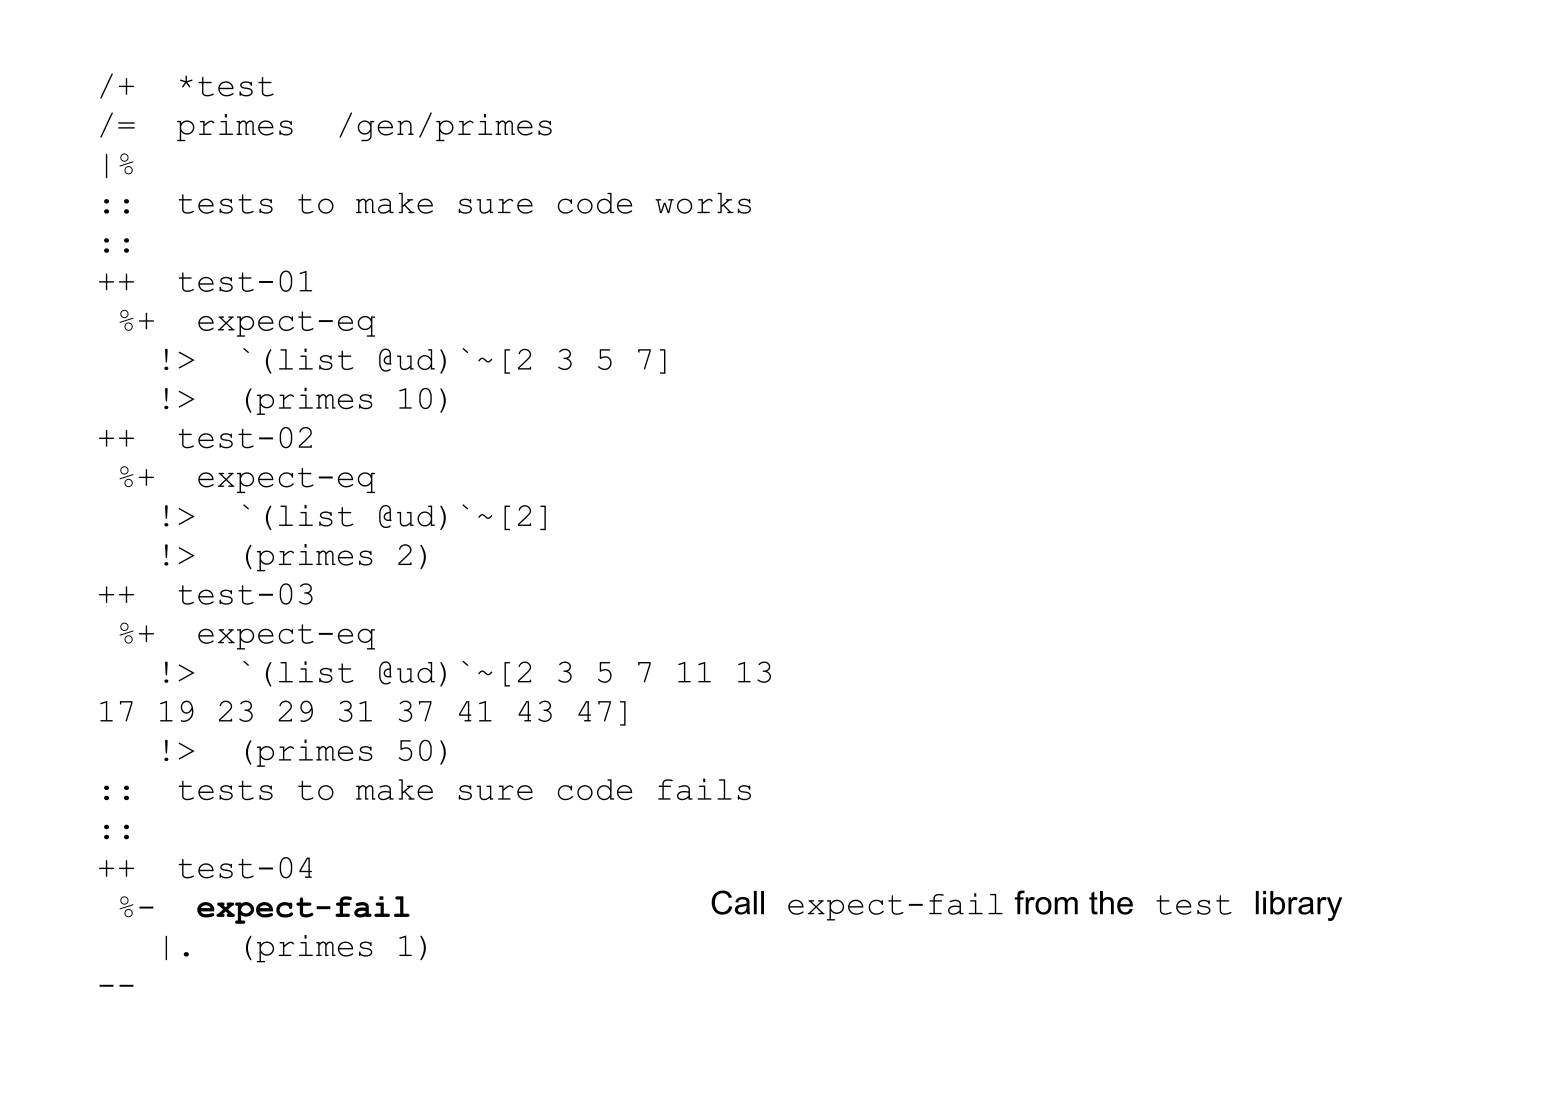 /+  *test
/=  primes  /gen/primes
|%
::  tests to make sure code works
::
++  test-01
 %+  expect-eq
   !>  `(list @ud)`~[2 3 5 7]
   !>  (primes 10)
++  test-02
 %+  expect-eq
   !>  `(list @ud)`~[2]
   !>  (primes 2)
++  test-03
 %+  expect-eq
   !>  `(list @ud)`~[2 3 5 7 11 13
17 19 23 29 31 37 41 43 47]
   !>  (primes 50)
::  tests to make sure code fails
::
++  test-04
 %-  expect-fail
Call expect-fail from the test library
   |.  (primes 1)
--